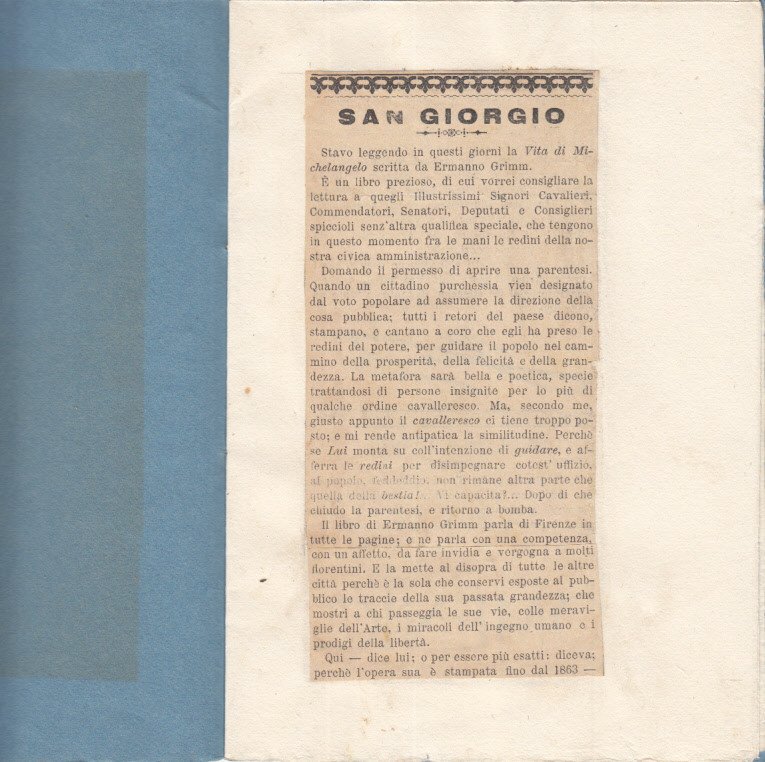 SAN GIORGIO
Stavo leggendo in questi giorni la Vita di Mi-
chelangelo scritta da Ermanno Grimm.
È un libro prezioso, di cui vorrei consigliare la
lettura a quegli Illustrissimi Signori Cavalieri,
Commendatori, Senatori, Deputati e Consiglieri
spiccioli senz'altra qualifica speciale, che tengono
in questo momento fra le mani le redini della no-
stra civica amministrazione...
Domando il permesso di aprire una parentesi.
Quando un cittadino purchessia vien designato
dal voto popolare ad assumere la direzione della
cosa pubblica; tutti i retori del paese dicono,
stampano, e cantano a coro che egli ha preso le
redini del potere, per guidare il popolo nel cam-
mino della prosperità, della felicità e della gran-
dezza. La metafora sarà bella e poetica, specie
trattandosi di persone insignite per lo più di
qualche ordine cavalleresco. Ma, secondo me,
giusto appunto il cavalleresco ci tiene troppo po-
sto; e mi rende antipatica la similitudine. Perchè
se Lui monta su coll'intenzione di guidare, e af-
ferra le redini per disimpegnare cotest' uffizio,
al popolo, fededdio, non rimane altra parte che
quella della bestia!.. Vi capacita?... Dopo di che
chiudo la parentesi, e ritorno a bomba.
Il libro di Ermanno Grimm parla di Firenze in
tutte le pagine; e ne parla con una competenza,
con un affetto, da fare invidia e vergogna a molti
fiorentini. E la mette al disopra di tutte le altre
città perchè è la sola che conservi esposte al pub-
blico le traccie della sua passata grandezza; che
mostri a chi passeggia le sue vie, colle meravi-
glie dell'Arte, i miracoli dell'ingegno umano e i
prodigi della libertà.
Qui — dice lui; o per essere più esatti: diceva;
perchè l'opera sua è stampata fino dal 1863 —